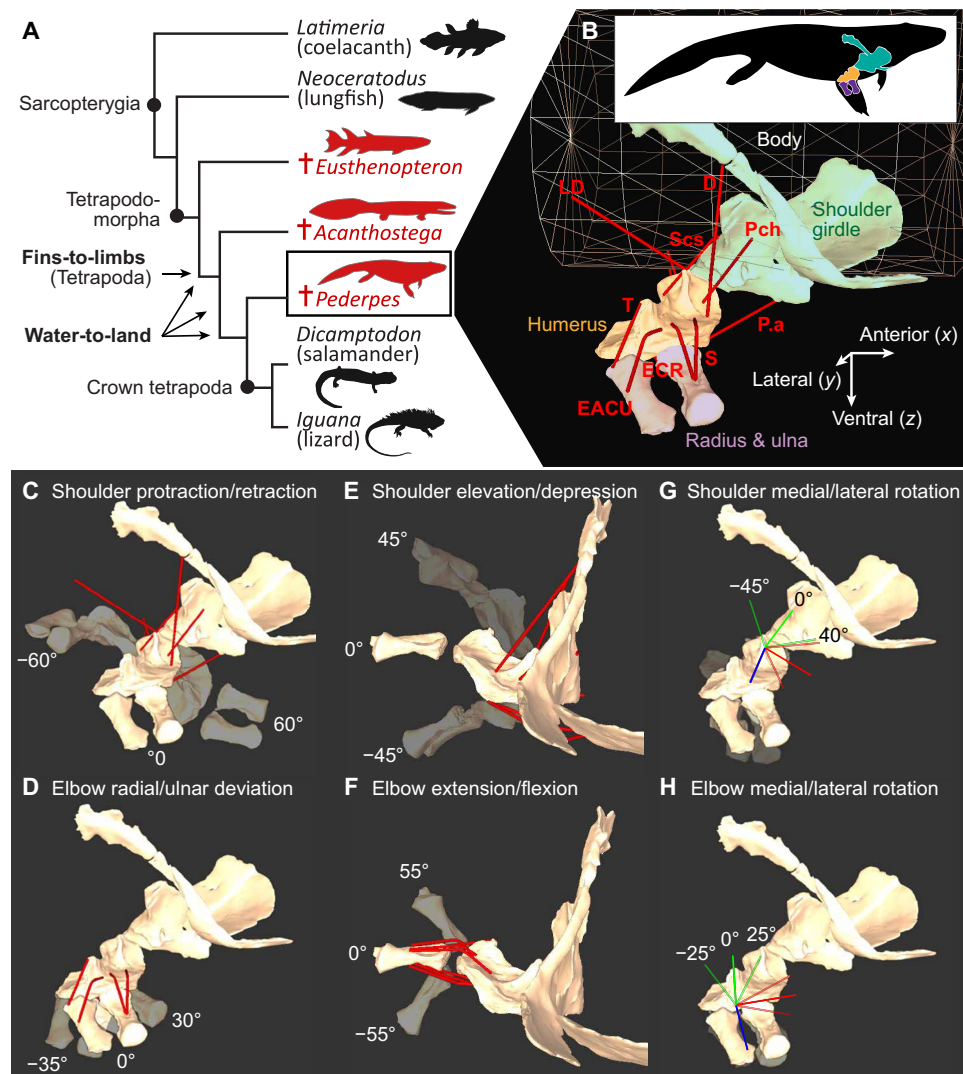 A
Latimeria
(coelacanth)
Neoceratodus
(lungfish)
Sarcopterygia
†Eusthenopteron
Tetrapodo-
morpha
†Acanthostega
Fins-to-limbs
(Tetrapoda)
†Pederpes
Water-to-land
Dicamptodon
(salamander)
Crown tetrapoda
Iguana
(lizard)
B
Body
LD
D
Shoulder
girdle
Scs
Pch
T
Humerus
P.a
Anterior (x)
S
ECR
Lateral (y)
EACU
Ventral (z)
Radius & ulna
C Shoulder protraction/retraction
−60°
60°
°0
E Shoulder elevation/depression
45°
0°
−45°
G Shoulder medial/lateral rotation
−45°
0°
40°
D Elbow radial/ulnar deviation
30°
−35°
0°
F Elbow extension/flexion
55°
0°
−55°
H Elbow medial/lateral rotation
−25°
0°
25°